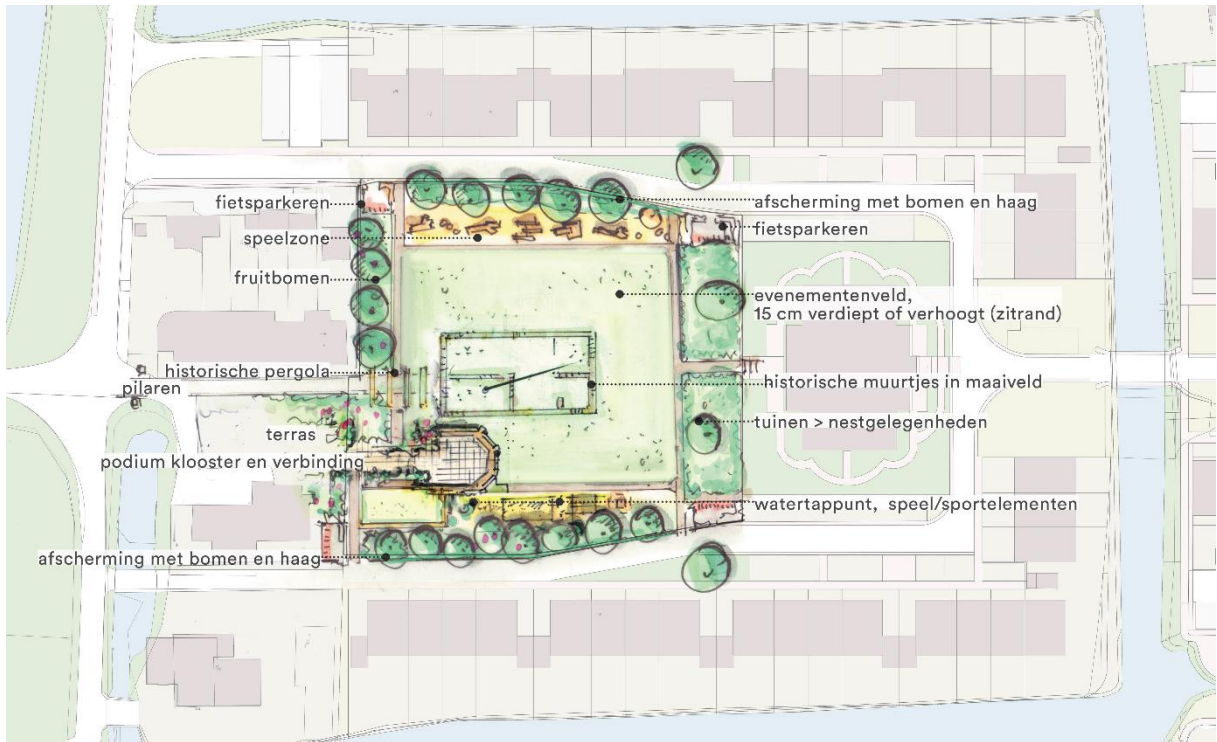 fietsparkeren
speelzone
fruitbomen
historische pergola
pilaren
terras
podium klooster en verbinding
afscherming met bomen en haag
afscherming met bomen en haag
fietsparkeren
evenementenveld,
15 cm verdiept of verhoogt (zitrand)
historische muurtjes in maaiveld
tuinen > nestgelegenheden
watertappunt, speel/sportelementen